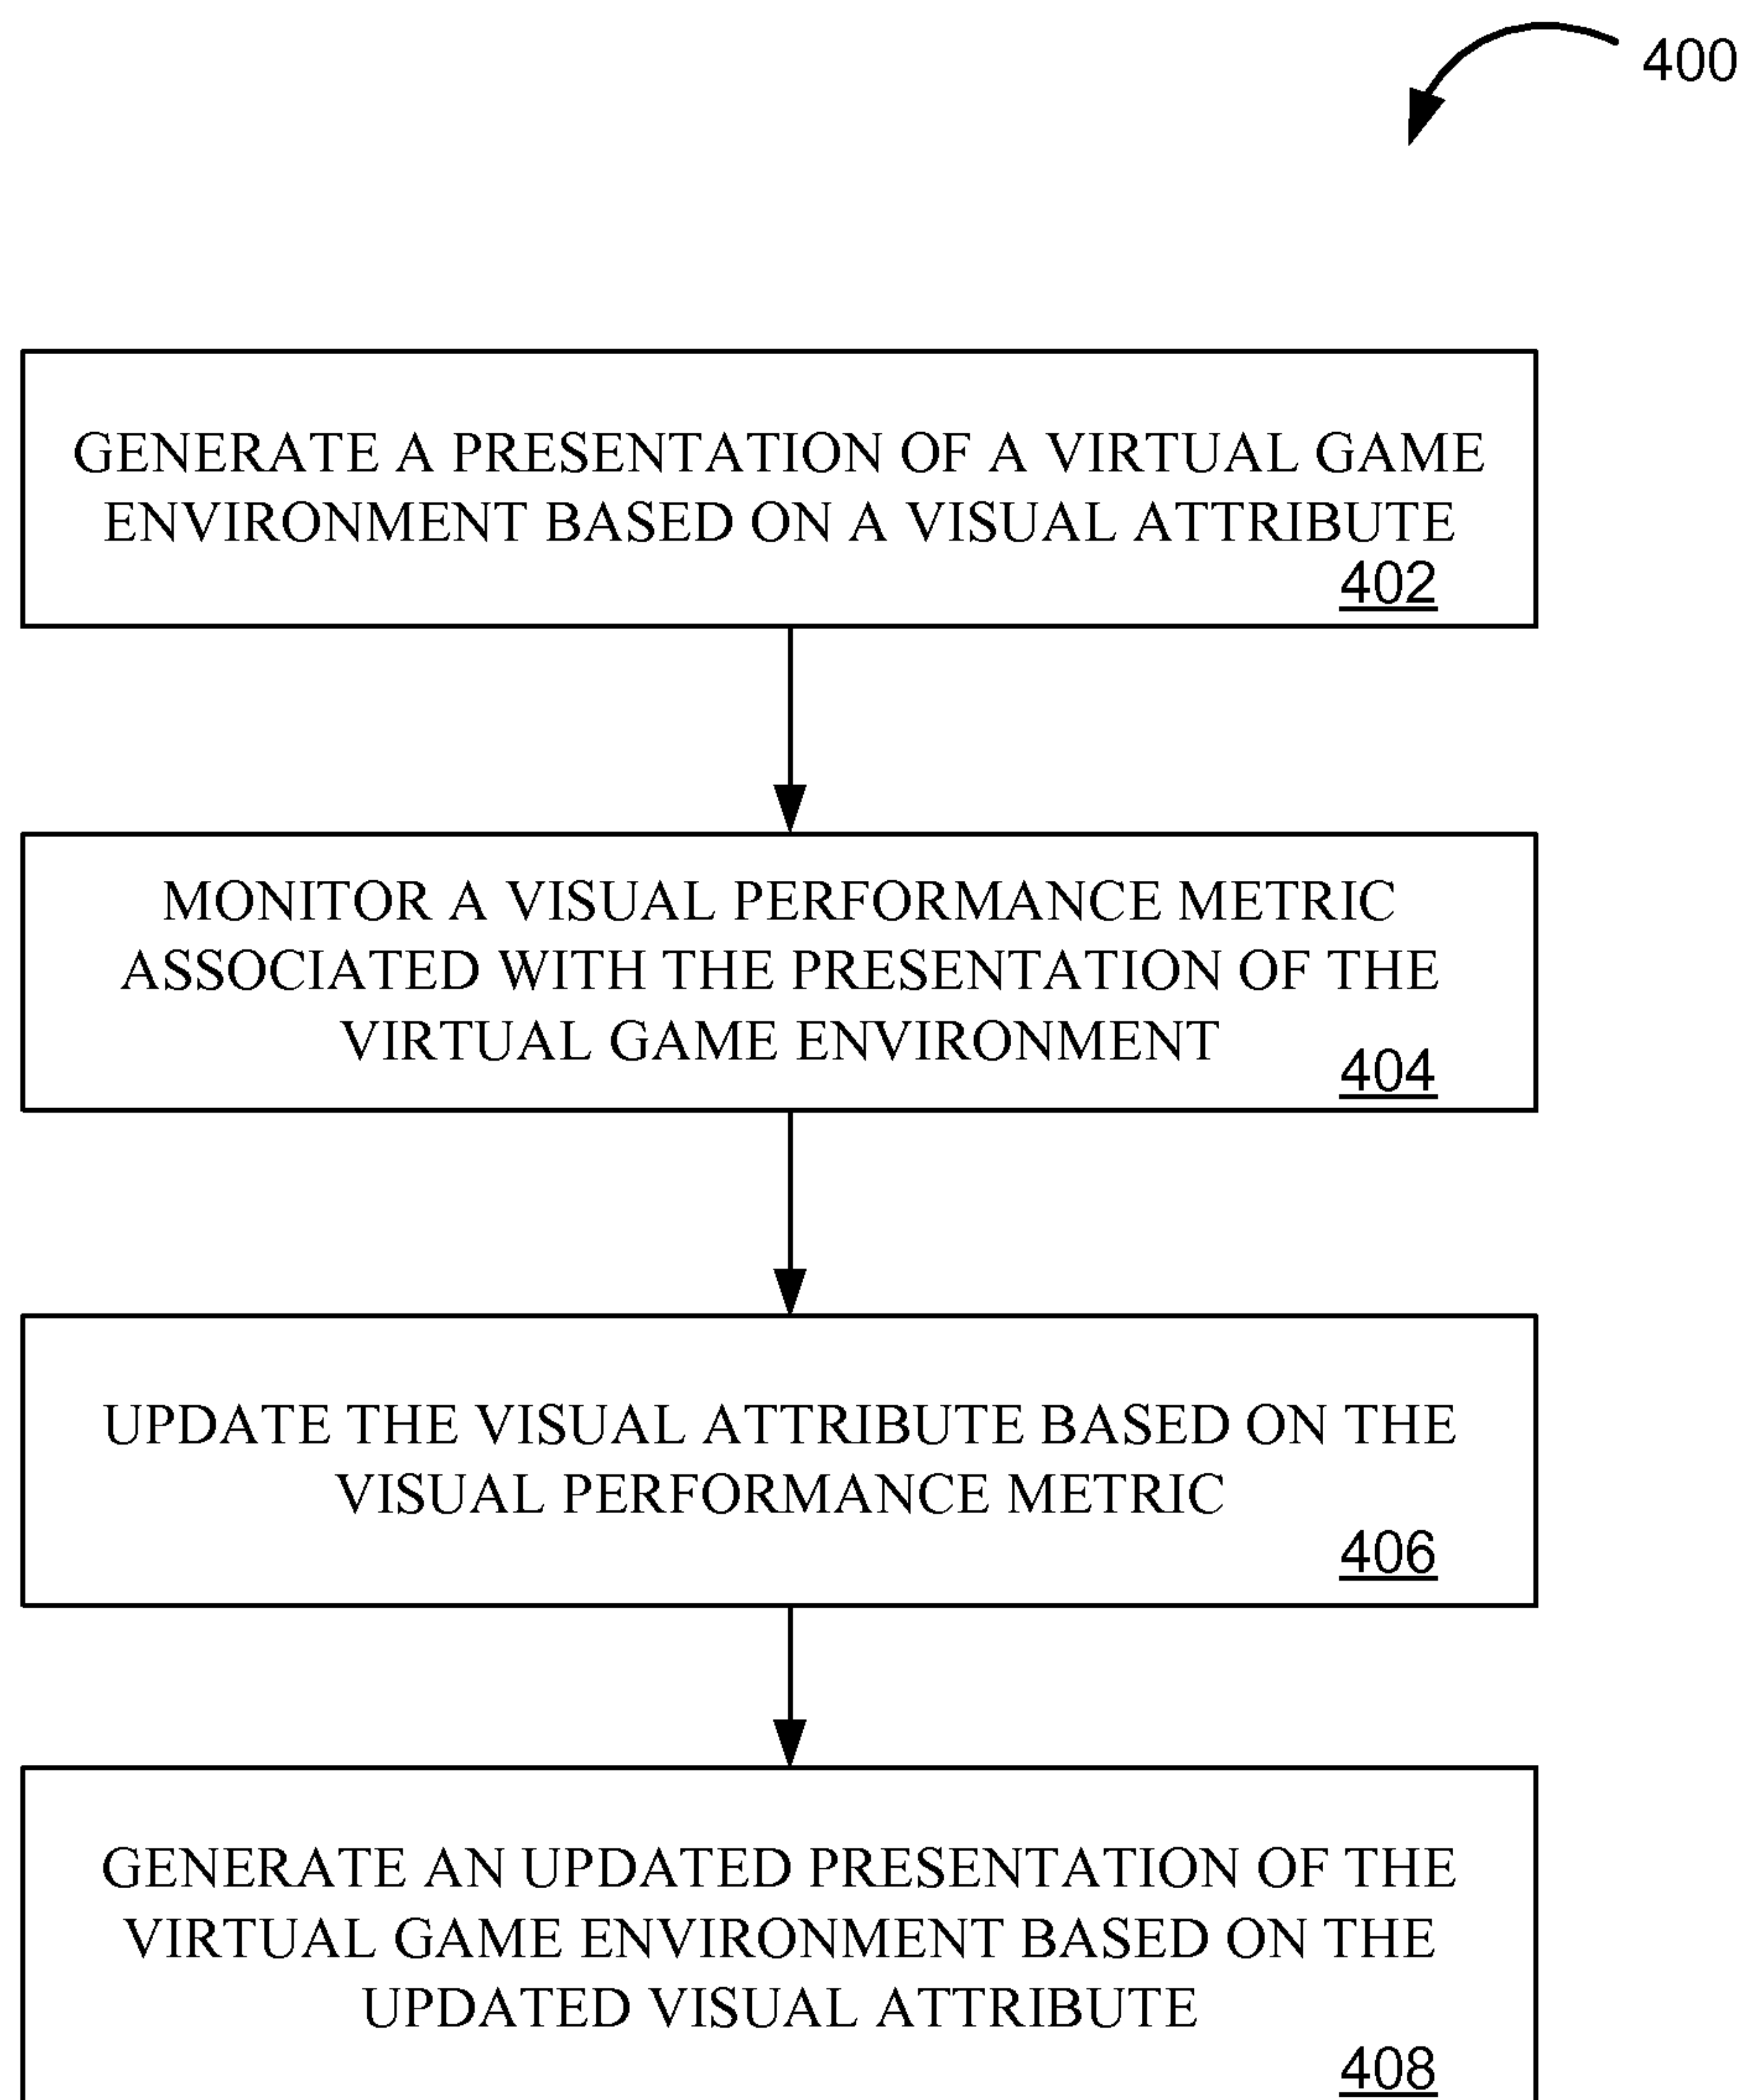 400
GENERATE A PRESENTATION OF A VIRTUAL GAME
ENVIRONMENT BASED ON A VISUAL ATTRIBUTE
402
MONITOR A VISUAL PERFORMANCE METRIC
ASSOCIATED WITH THE PRESENTATION OF THE
VIRTUAL GAME ENVIRONMENT
404
UPDATE THE VISUAL ATTRIBUTE BASED ON THE
VISUAL PERFORMANCE METRIC
406
GENERATE AN UPDATED PRESENTATION OF THE
VIRTUAL GAME ENVIRONMENT BASED ON THE
UPDATED VISUAL ATTRIBUTE
408